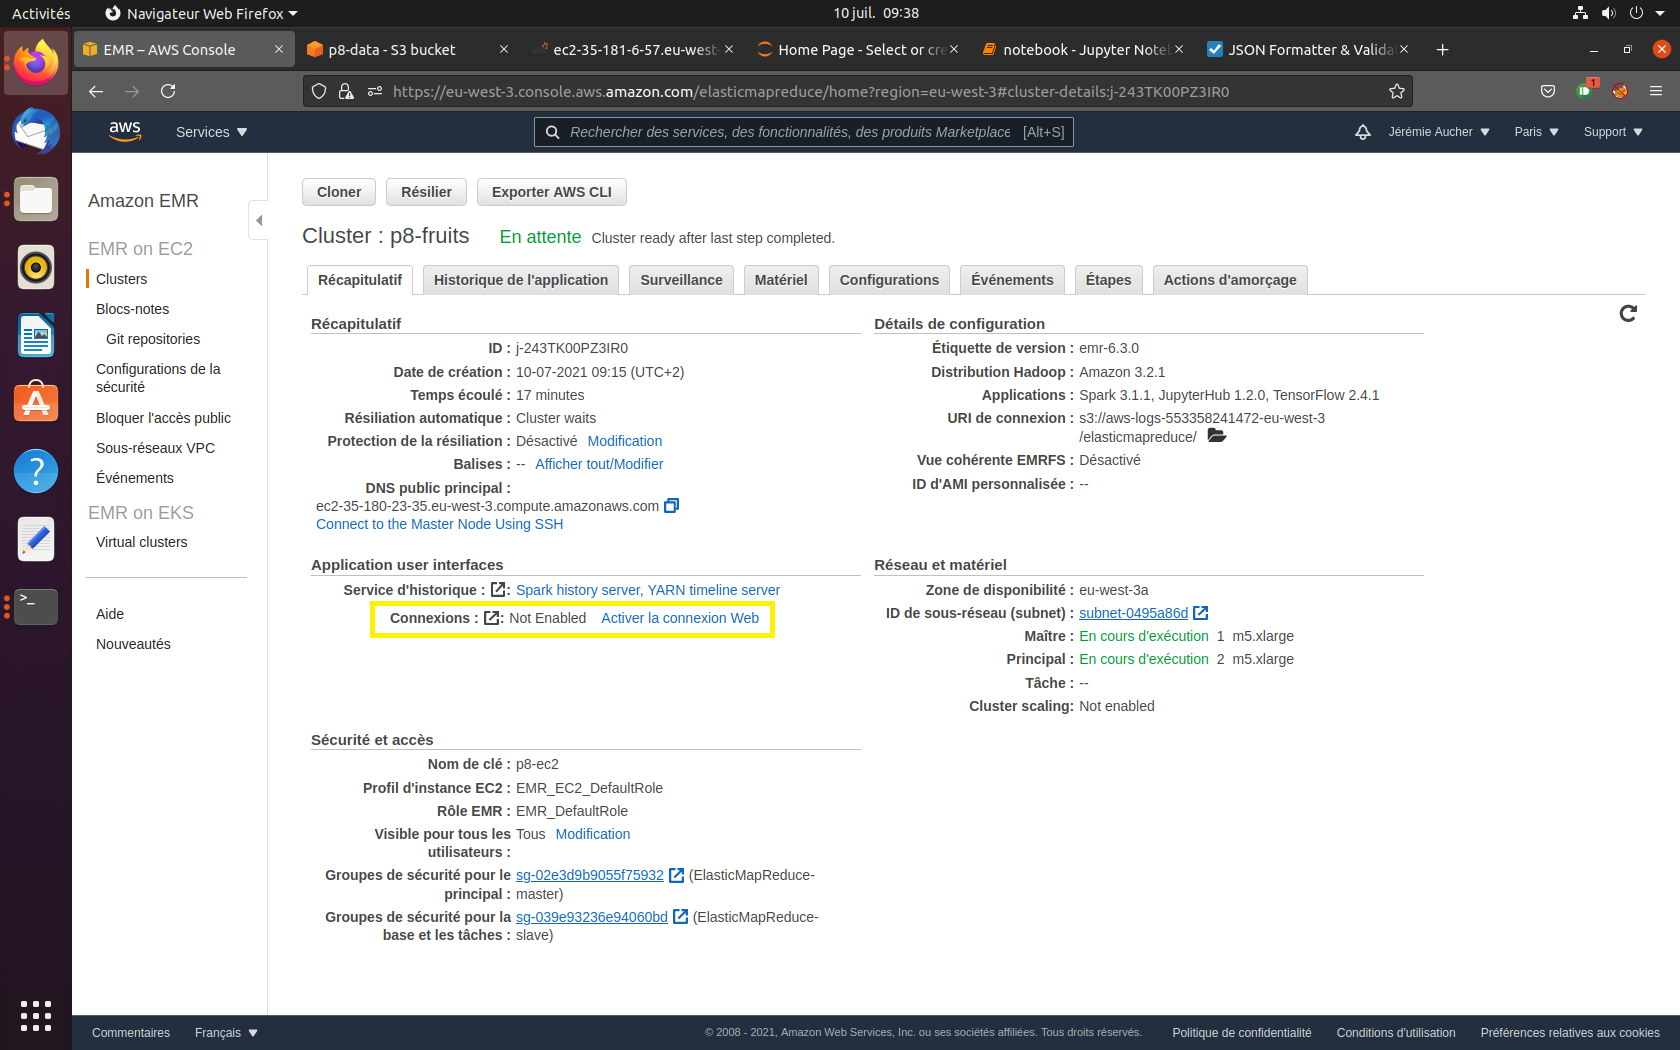 Activités
Navigateur Web Firefox
10 juil. 09:38
EMR – AWS Console
p8-data - S3 bucket
ec2-35-181-6-57.eu-west-
Home Page - Select or cre
notebook - Jupyter Note
JSON Formatter & Valida
https://eu-west-3.console.aws.amazon.com/elasticmapreduce/home?region=eu-west-3#cluster-details:j-243TK00PZ3IR0
1
aws
Services
Rechercher des services, des fonctionnalités, des produits Marketplace [Alt+S]
Jérémie Aucher
Paris
Support
Amazon EMR
EMR on EC2
Clusters
Blocs-notes
Git repositories
Configurations de la
sécurité
Bloquer l'accès public
Sous-réseaux VPC
Événements
EMR on EKS
Virtual clusters
Aide
Nouveautés
Cloner
Résilier
Exporter AWS CLI
Cluster : p8-fruits En attente Cluster ready after last step completed.
Récapitulatif
Historique de l'application
Surveillance
Matériel
Configurations
Événements
Étapes
Actions d'amorçage
Récapitulatif
ID : j-243TK00PZ3IR0
Date de création : 10-07-2021 09:15 (UTC+2)
Temps écoulé : 17 minutes
Résiliation automatique : Cluster waits
Protection de la résiliation : Désactivé Modification
Balises : -- Afficher tout/Modifier
DNS public principal :
ec2-35-180-23-35.eu-west-3.compute.amazonaws.com
Connect to the Master Node Using SSH
Détails de configuration
Étiquette de version : emr-6.3.0
Distribution Hadoop : Amazon 3.2.1
Applications : Spark 3.1.1, JupyterHub 1.2.0, TensorFlow 2.4.1
URI de connexion : s3://aws-logs-553358241472-eu-west-3
/elasticmapreduce/
Vue cohérente EMRFS : Désactivé
ID d'AMI personnalisée : --
Application user interfaces
Service d'historique : : Spark history server, YARN timeline server
Connexions : : Not Enabled Activer la connexion Web
Réseau et matériel
Zone de disponibilité : eu-west-3a
ID de sous-réseau (subnet) : subnet-0495a86d
Maître : En cours d'exécution 1 m5.xlarge
Principal : En cours d'exécution 2 m5.xlarge
Tâche : --
Cluster scaling: Not enabled
Sécurité et accès
Nom de clé : p8-ec2
Profil d'instance EC2 : EMR_EC2_DefaultRole
Rôle EMR : EMR_DefaultRole
Visible pour tous les Tous Modification
utilisateurs :
Groupes de sécurité pour le sg-02e3d9b9055f75932 (ElasticMapReduce-
principal : master)
Groupes de sécurité pour la sg-039e93236e94060bd (ElasticMapReduce-
base et les tâches : slave)
Commentaires
Français
© 2008 - 2021, Amazon Web Services, Inc. ou ses sociétés affiliées. Tous droits réservés.
Politique de confidentialité
Conditions d'utilisation
Préférences relatives aux cookies